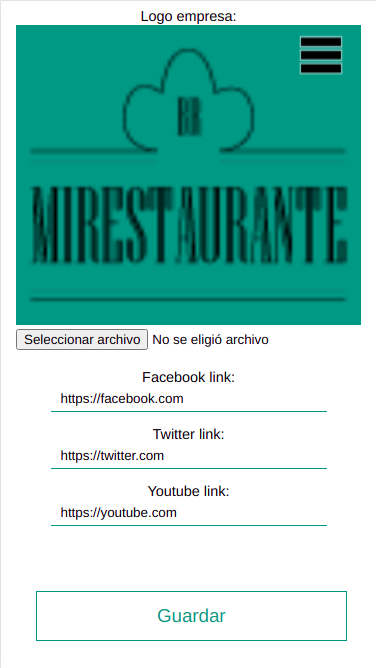 Logo empresa:
BR
MIRESTAURANTE
Seleccionar archivo No se eligió archivo
Facebook link:
https://facebook.com
Twitter link:
https://twitter.com
Youtube link:
https://youtube.com
Guardar